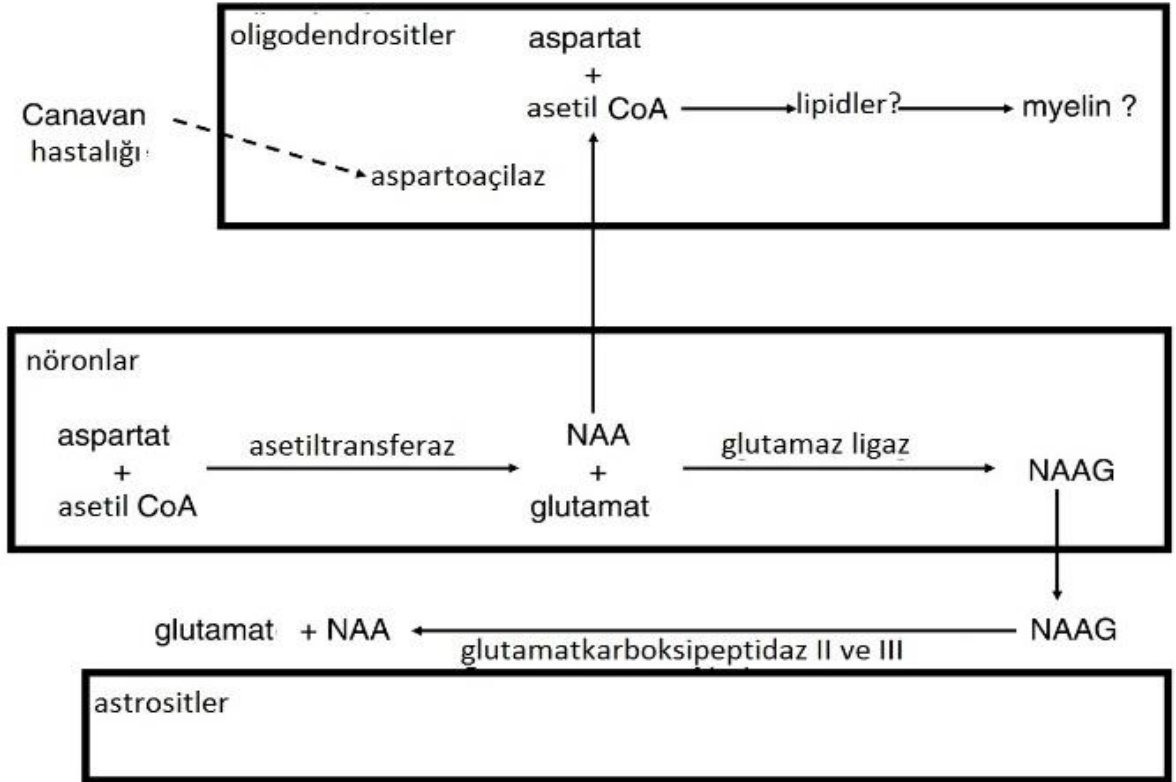 oligodendrositler
aspartat
+
asetil CoA
lipidler?
myelin ?
Canavan
hastalığı
aspartoaçilaz
nöronlar
aspartat
+
asetil CoA
asetiltransferaz
NAA
+
glutamat
glutamaz ligaz
NAAG
glutamat + NAA
glutamatkarboksipeptidaz II ve III
NAAG
astrositler